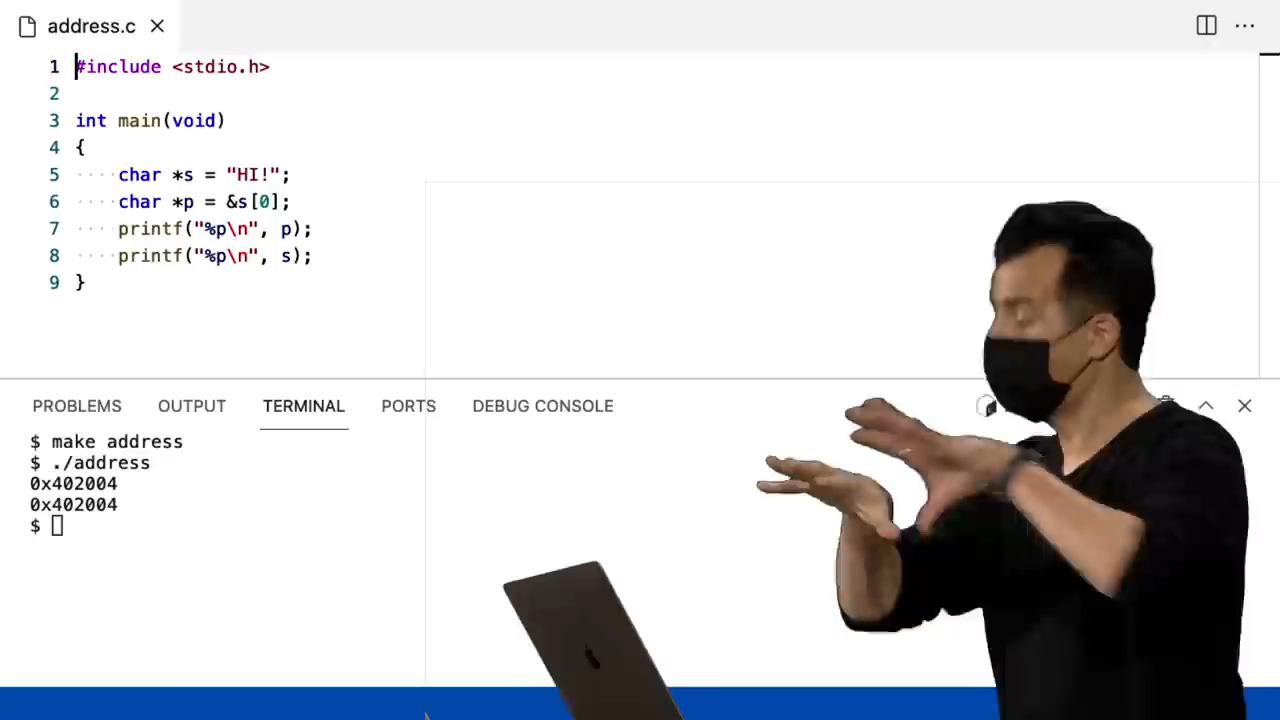 address.c
1 #include <stdio.h>
2
3 int main(void)
4 {
5 ····char *s = "HI!";
6 ····char *p = &s[0];
7 ····printf("%p\n", p);
8 ····printf("%p\n", s);
9 }
PROBLEMS OUTPUT TERMINAL PORTS DEBUG CONSOLE
$ make address
$ ./address
0x402004
0x402004
$